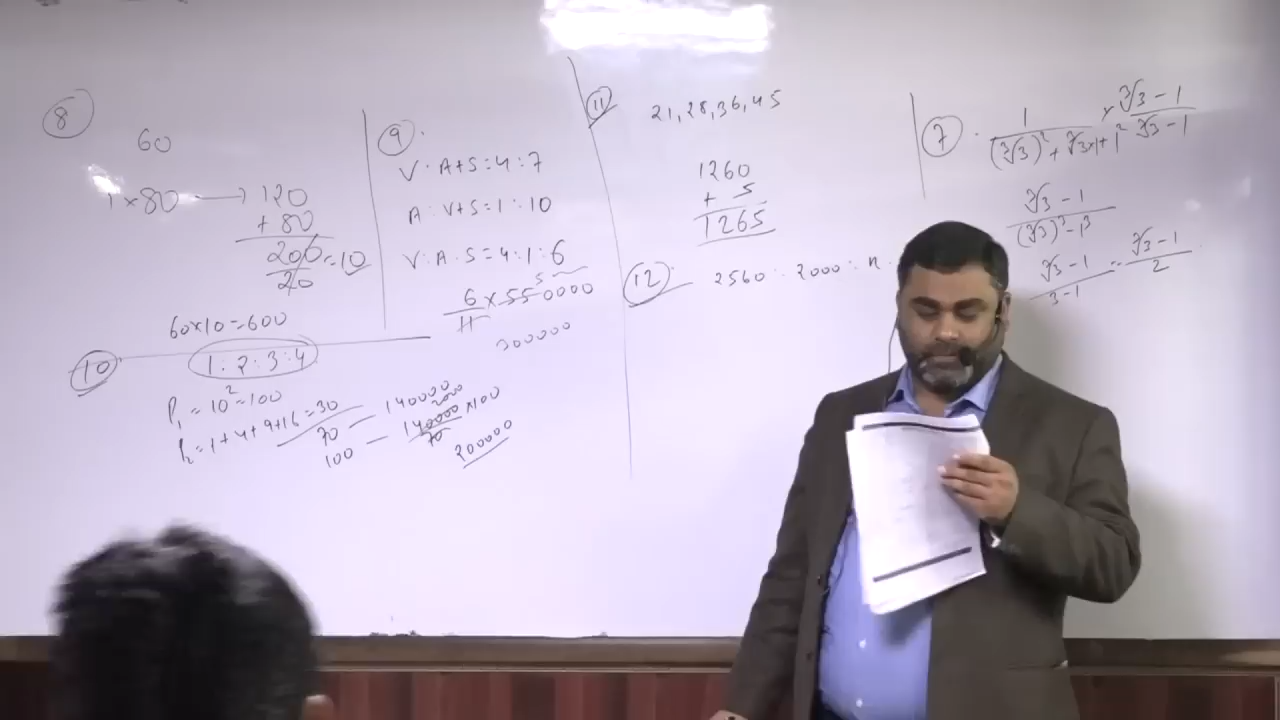 8
60
1 × 80 → 120
+ 80
200/20 = 10
60×10=600
9
V : A+S = 4 : 7
A : V+S = 1 : 10
V : A : S = 4 : 1 : 6
6/11 × 55 5 0000
300000
10
1 : 2 : 3 : 4
P₁ = 10² = 100
P₂ = 1+4+9+16 = 30
70 — 140000
100 — 140000/70 × 100
2000
200000
11
21, 28, 36, 45
1260
+ 5
1265
12
2560 : 2000 : x
7
1/((∛3)² + ∛3×1+1²) × (∛3 − 1)/(∛3 − 1)
(∛3 − 1)/((∛3)³ − 1³)
(∛3 − 1)/(3−1) = (∛3 − 1)/2